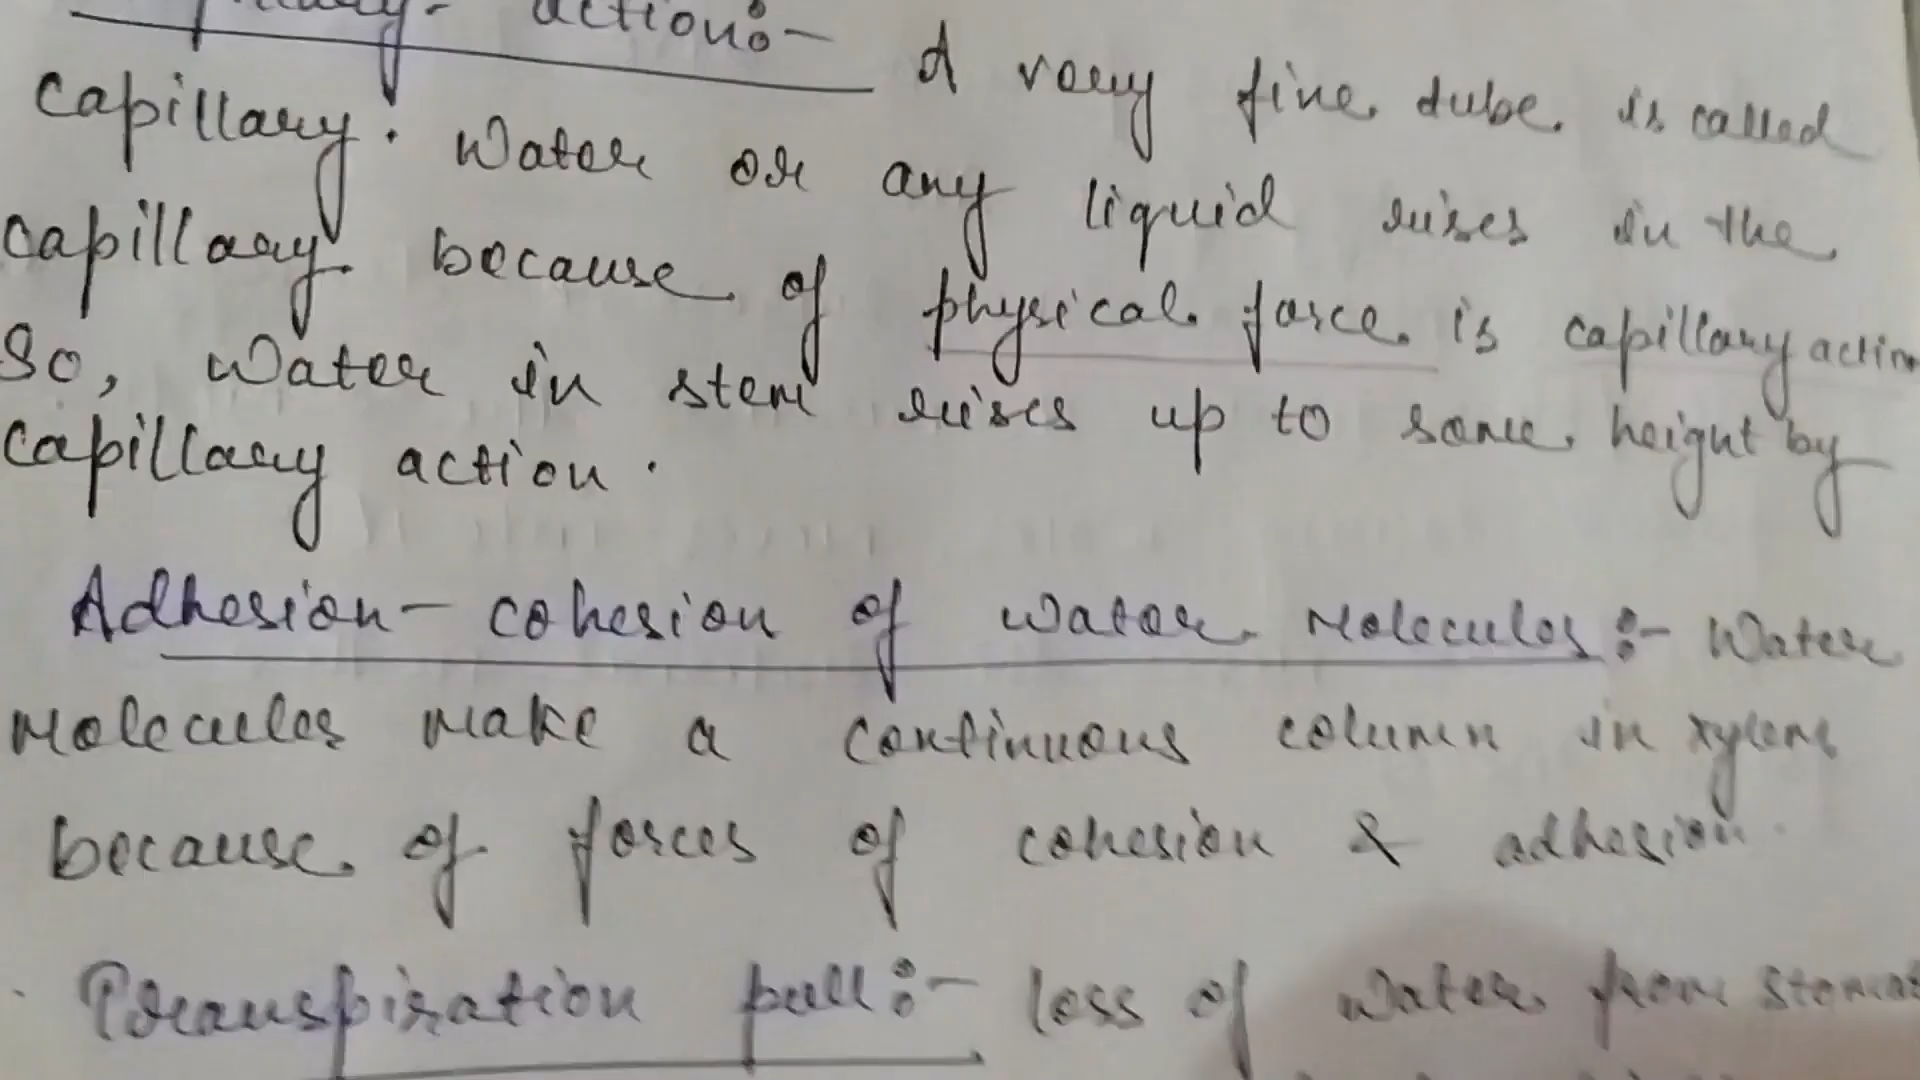 action:-
A very fine tube is called
capillary. Water or any liquid rises in the
capillary because of physical force is capillary action
So, Water in stem rises up to some height by
capillary action.
Adhesion-cohesion of water Molecules :- Water
Molecules make a continuous column in xylem
because of forces of cohesion & adhesion.
Transpiration pull:- loss of water from